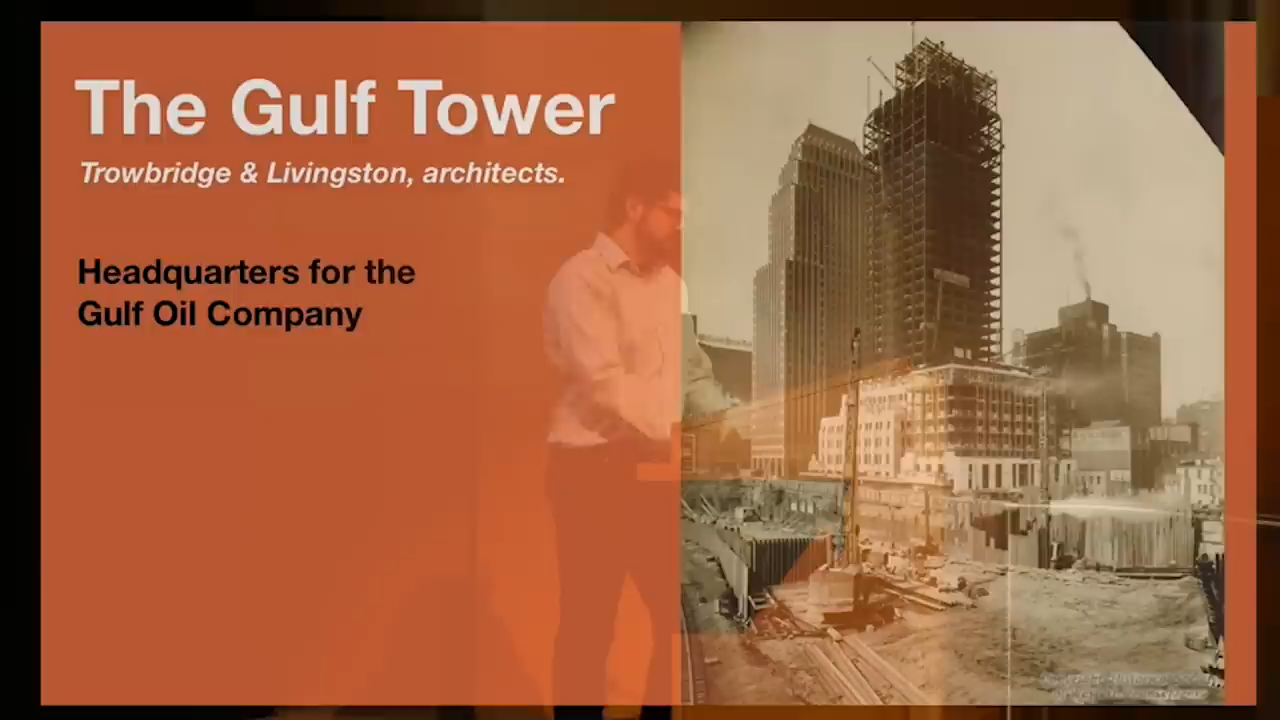 The Gulf Tower
Trowbridge & Livingston, architects.
Headquarters for the
Gulf Oil Company